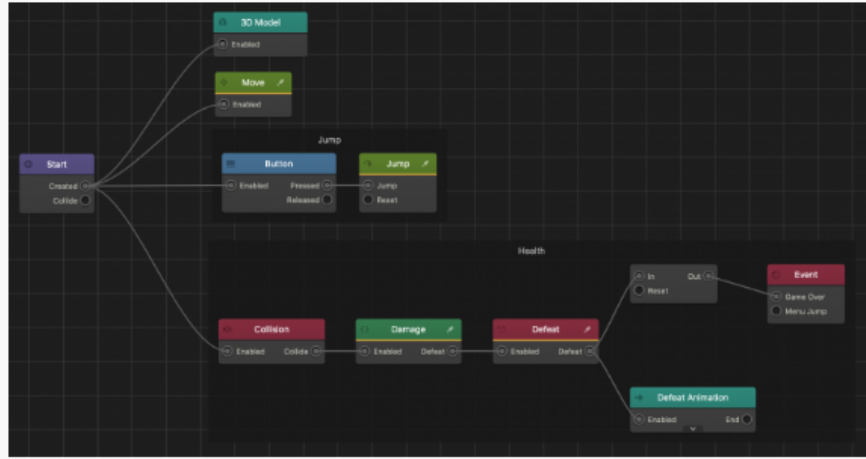 3D Model
Enabled
Move
Enabled
Jump
Start
Created
Collide
Button
Enabled Pressed
Released
Jump
Jump
Reset
Health
Collision
Enabled Collide
Damage
Enabled Defeat
Defeat
Enabled Defeat
In Out
Reset
Event
Game Over
Menu Jump
Defeat Animation
Enabled End